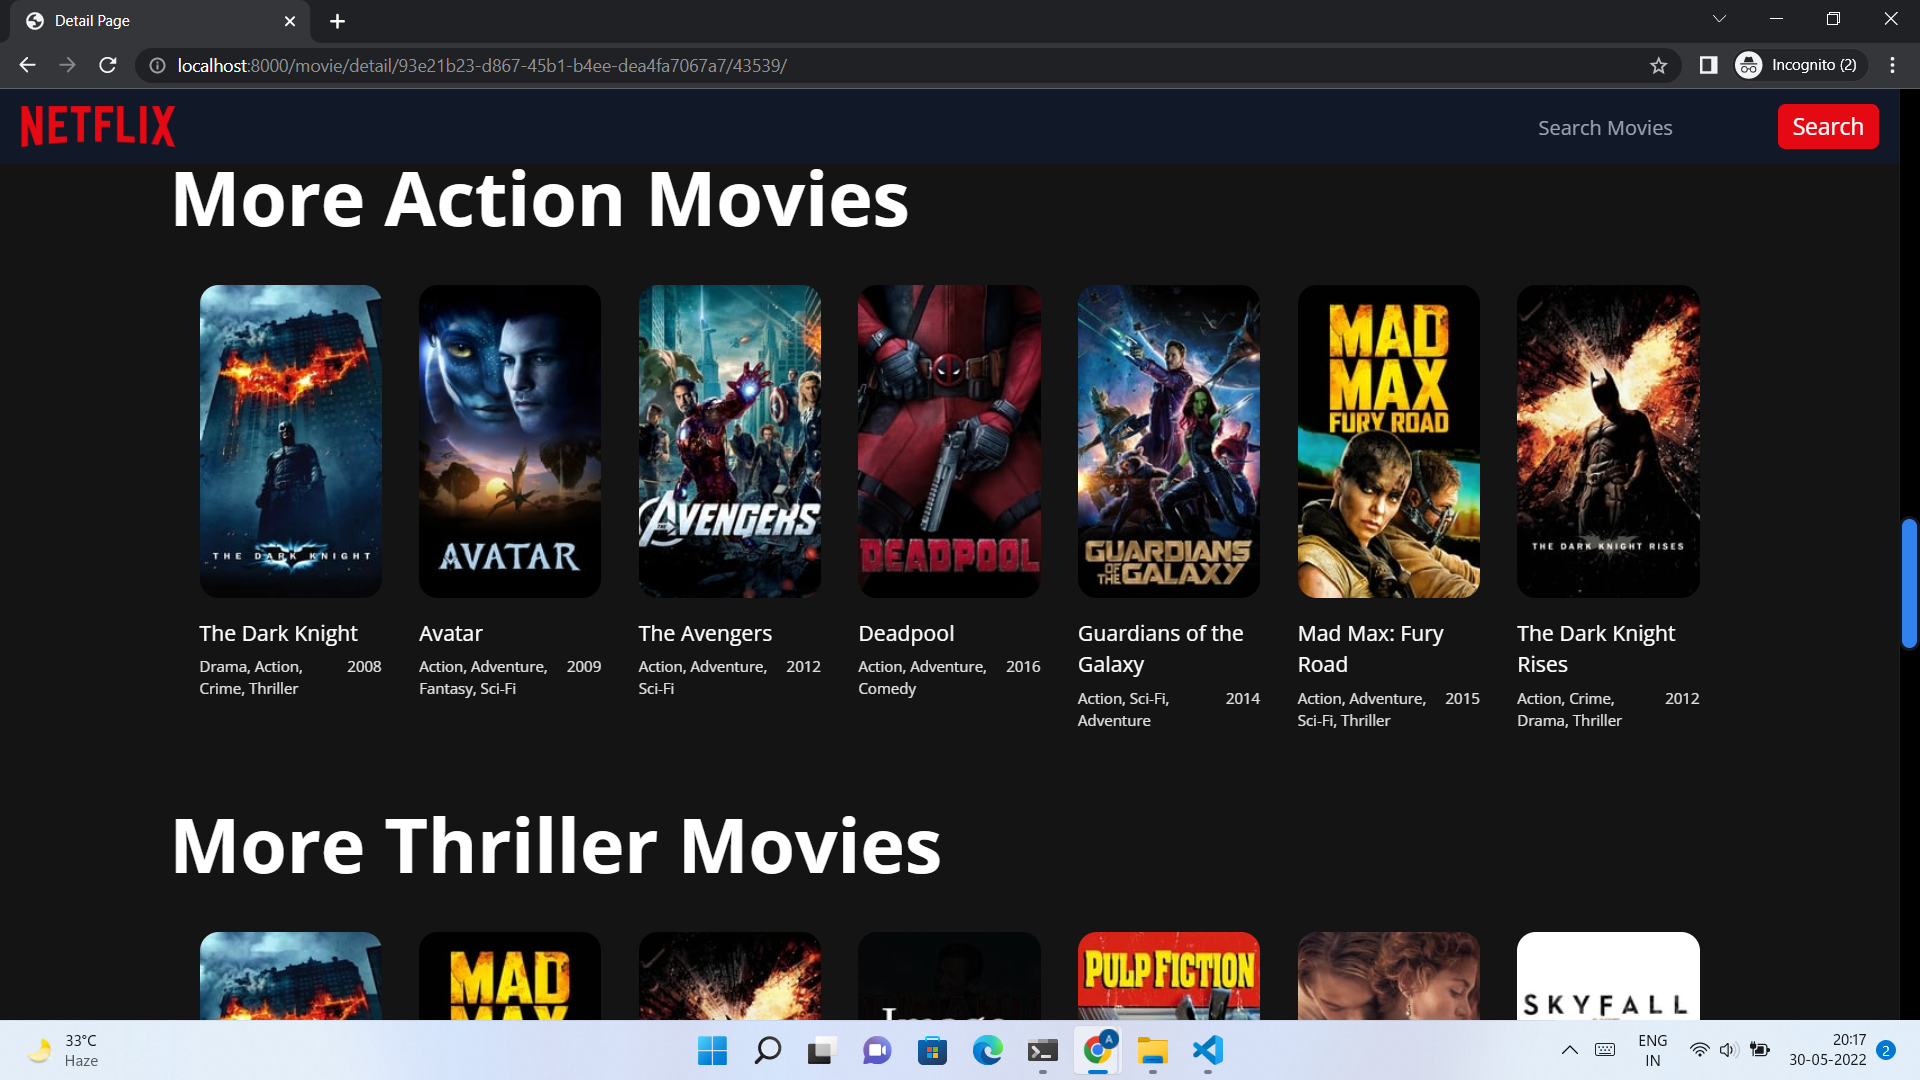 Detail Page
localhost:8000/movie/detail/93e21b23-d867-45b1-b4ee-dea4fa7067a7/43539/
Incognito (2)
NETFLIX
Search Movies
Search
More Action Movies
THE DARK KNIGHT
AVATAR
THE AVENGERS
DEADPOOL
GUARDIANS
OF THE GALAXY
MAD
MAX
FURY ROAD
THE DARK KNIGHT RISES
The Dark Knight
Drama, Action, 2008
Crime, Thriller
Avatar
Action, Adventure, 2009
Fantasy, Sci-Fi
The Avengers
Action, Adventure, 2012
Sci-Fi
Deadpool
Action, Adventure, 2016
Comedy
Guardians of the
Galaxy
Action, Sci-Fi, 2014
Adventure
Mad Max: Fury
Road
Action, Adventure, 2015
Sci-Fi, Thriller
The Dark Knight
Rises
Action, Crime, 2012
Drama, Thriller
More Thriller Movies
MAD
Image
PULP FICTION
SKYFALL
33°C
Haze
A
ENG
IN
20:17
30-05-2022
2